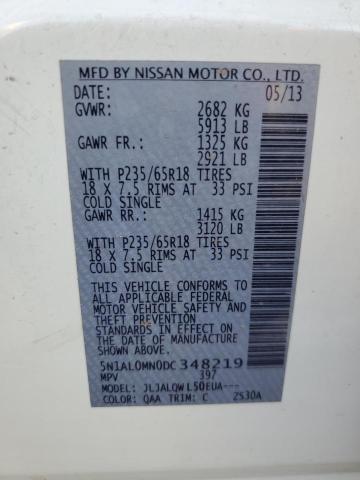 MFD BY NISSAN MOTOR CO., LTD.
DATE: 05/13
GVWR: 2682 KG
5913 LB
GAWR FR.: 1325 KG
2921 LB
WITH P235/65R18 TIRES
18 X 7.5 RIMS AT 33 PSI
COLD SINGLE
GAWR RR.: 1415 KG
3120 LB
WITH P235/65R18 TIRES
18 X 7.5 RIMS AT 33 PSI
COLD SINGLE
THIS VEHICLE CONFORMS TO
ALL APPLICABLE FEDERAL
MOTOR VEHICLE SAFETY AND
THEFT PREVENTION
STANDARDS IN EFFECT ON
THE DATE OF MANUFACTURE
SHOWN ABOVE.
5N1AL0MN0DC348219
MPV 397
JLJALQWL50EUA---
COLOR: QAA TRIM: C 2530A